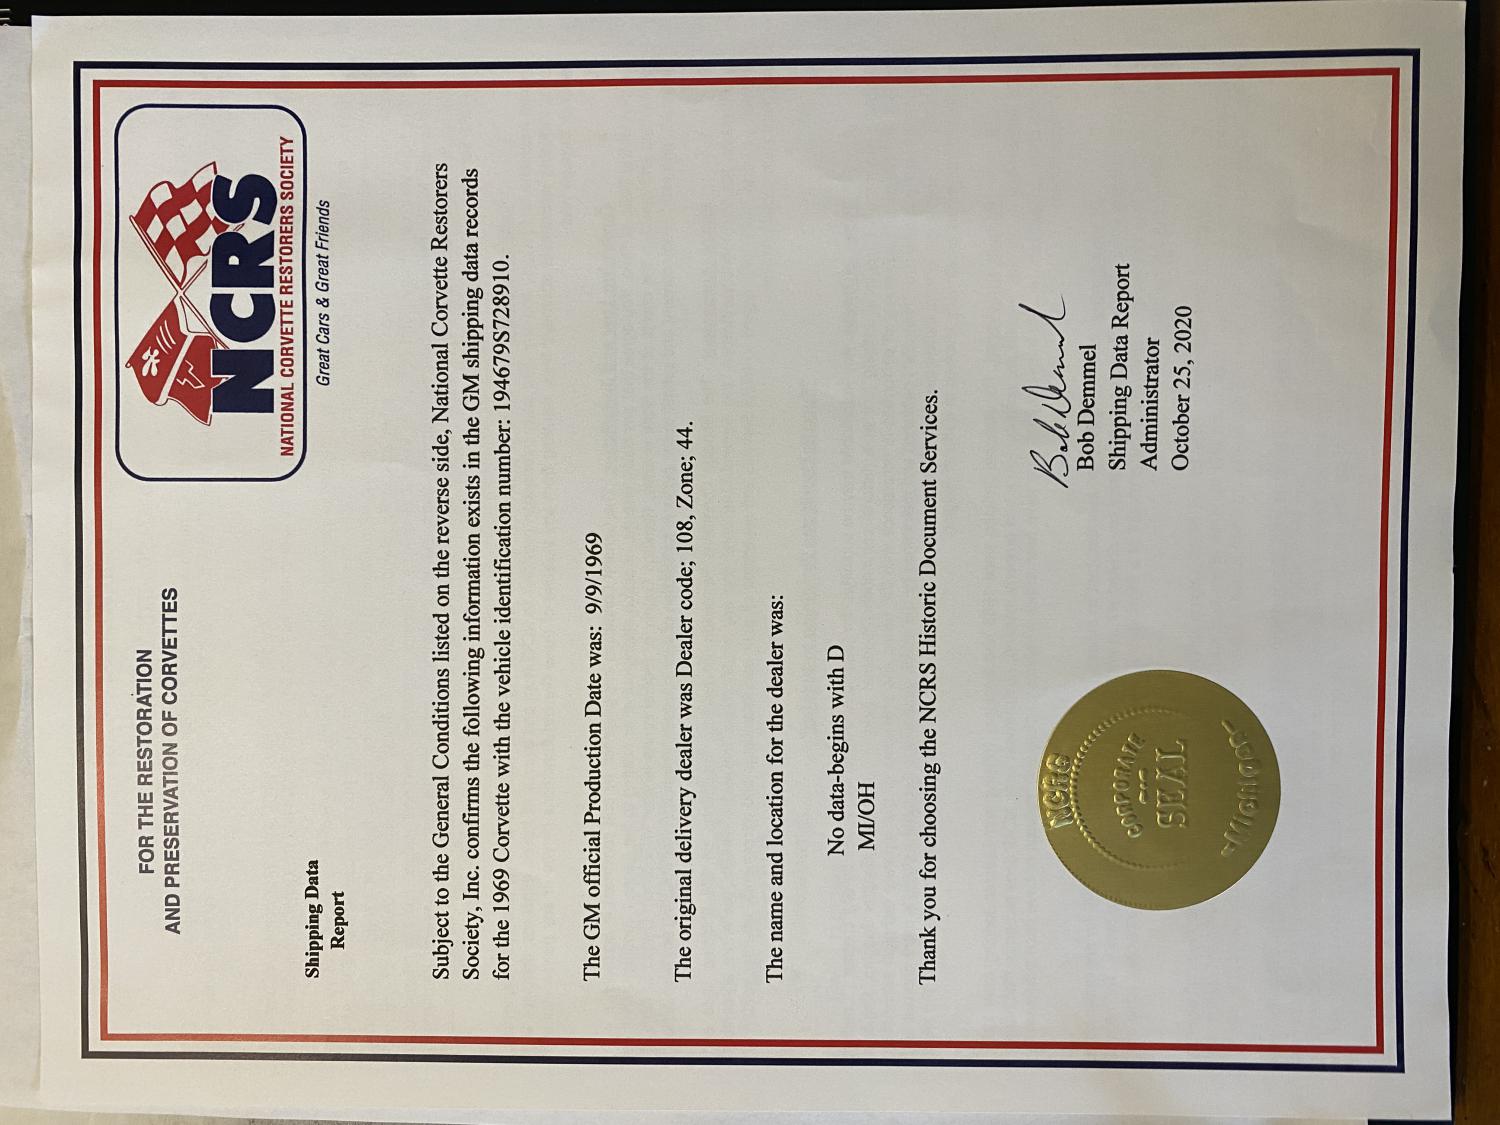 FOR THE RESTORATION
AND PRESERVATION OF CORVETTES
NCRS
NATIONAL CORVETTE RESTORERS SOCIETY
Great Cars & Great Friends
Shipping Data
Report
Subject to the General Conditions listed on the reverse side, National Corvette Restorers
Society, Inc. confirms the following information exists in the GM shipping data records
for the 1969 Corvette with the vehicle identification number: 194679S728910.
The GM official Production Date was: 9/9/1969
The original delivery dealer was Dealer code; 108, Zone; 44.
The name and location for the dealer was:
No data-begins with D
MI/OH
Thank you for choosing the NCRS Historic Document Services.
Bob Demmel
Bob Demmel
Shipping Data Report
Administrator
October 25, 2020
NCRS
CORPORATE
SEAL